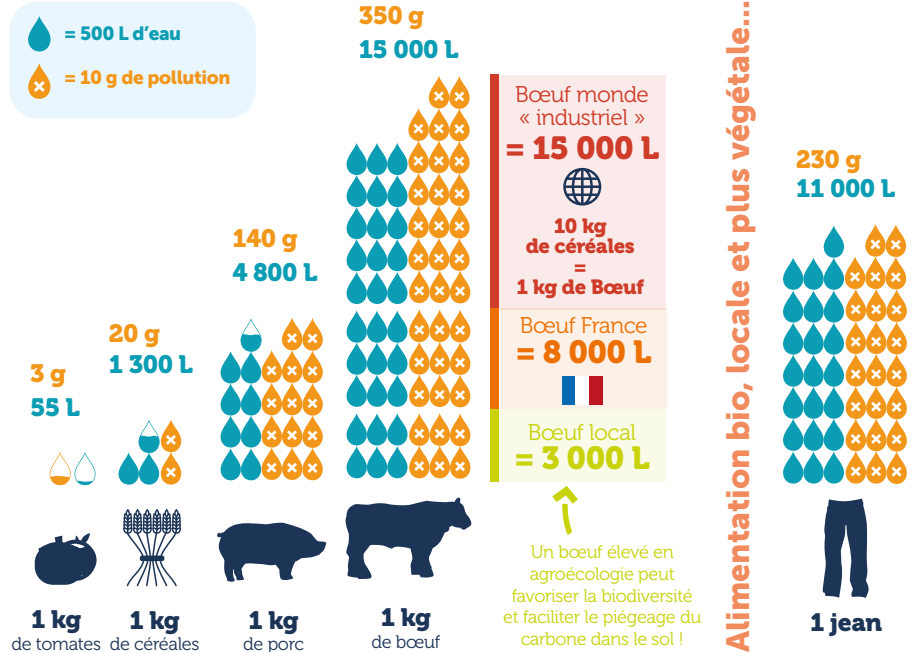 = 500 L d'eau
= 10 g de pollution
3 g
55 L
1 kg
de tomates
20 g
1 300 L
1 kg
de céréales
140 g
4 800 L
1 kg
de porc
350 g
15 000 L
1 kg
de bœuf
Bœuf monde
« industriel »
= 15 000 L
10 kg
de céréales
=
1 kg de Bœuf
Bœuf France
= 8 000 L
Bœuf local
= 3 000 L
Un bœuf élevé en
agroécologie peut
favoriser la biodiversité
et faciliter le piégeage du
carbone dans le sol !
Alimentation bio, locale et plus végétale...
230 g
11 000 L
1 jean